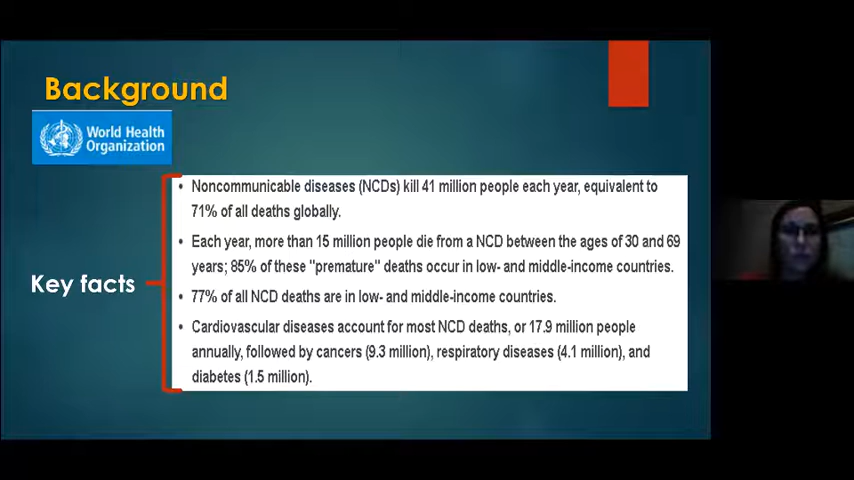 Background
World Health
Organization
Key facts
• Noncommunicable diseases (NCDs) kill 41 million people each year, equivalent to
71% of all deaths globally.
• Each year, more than 15 million people die from a NCD between the ages of 30 and 69
years; 85% of these "premature" deaths occur in low- and middle-income countries.
• 77% of all NCD deaths are in low- and middle-income countries.
• Cardiovascular diseases account for most NCD deaths, or 17.9 million people
annually, followed by cancers (9.3 million), respiratory diseases (4.1 million), and
diabetes (1.5 million).